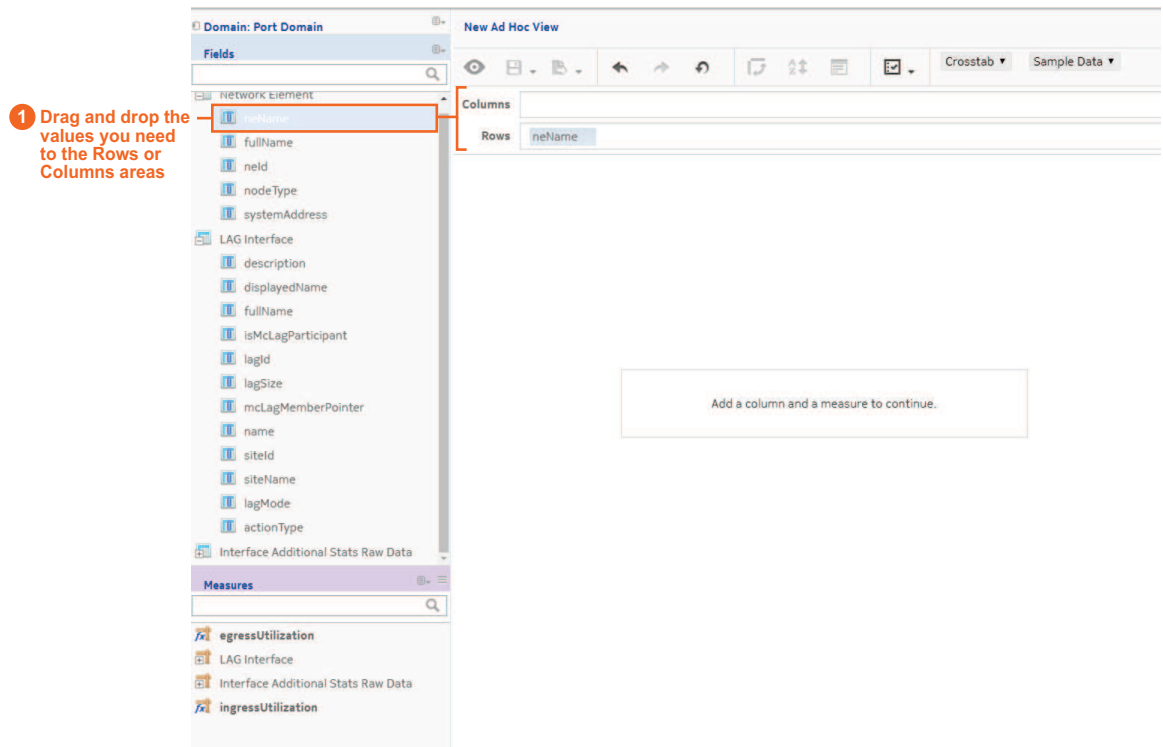 Domain: Port Domain
New Ad Hoc View
Fields
Crosstab ▼
Sample Data ▼
Network Element
Columns
1 Drag and drop the
values you need
to the Rows or
Columns areas
neName
Rows
neName
fullName
neId
nodeType
systemAddress
LAG Interface
description
displayedName
fullName
isMcLagParticipant
lagId
lagSize
mcLagMemberPointer
Add a column and a measure to continue.
name
siteId
siteName
lagMode
actionType
Interface Additional Stats Raw Data
Measures
egressUtilization
LAG Interface
Interface Additional Stats Raw Data
ingressUtilization